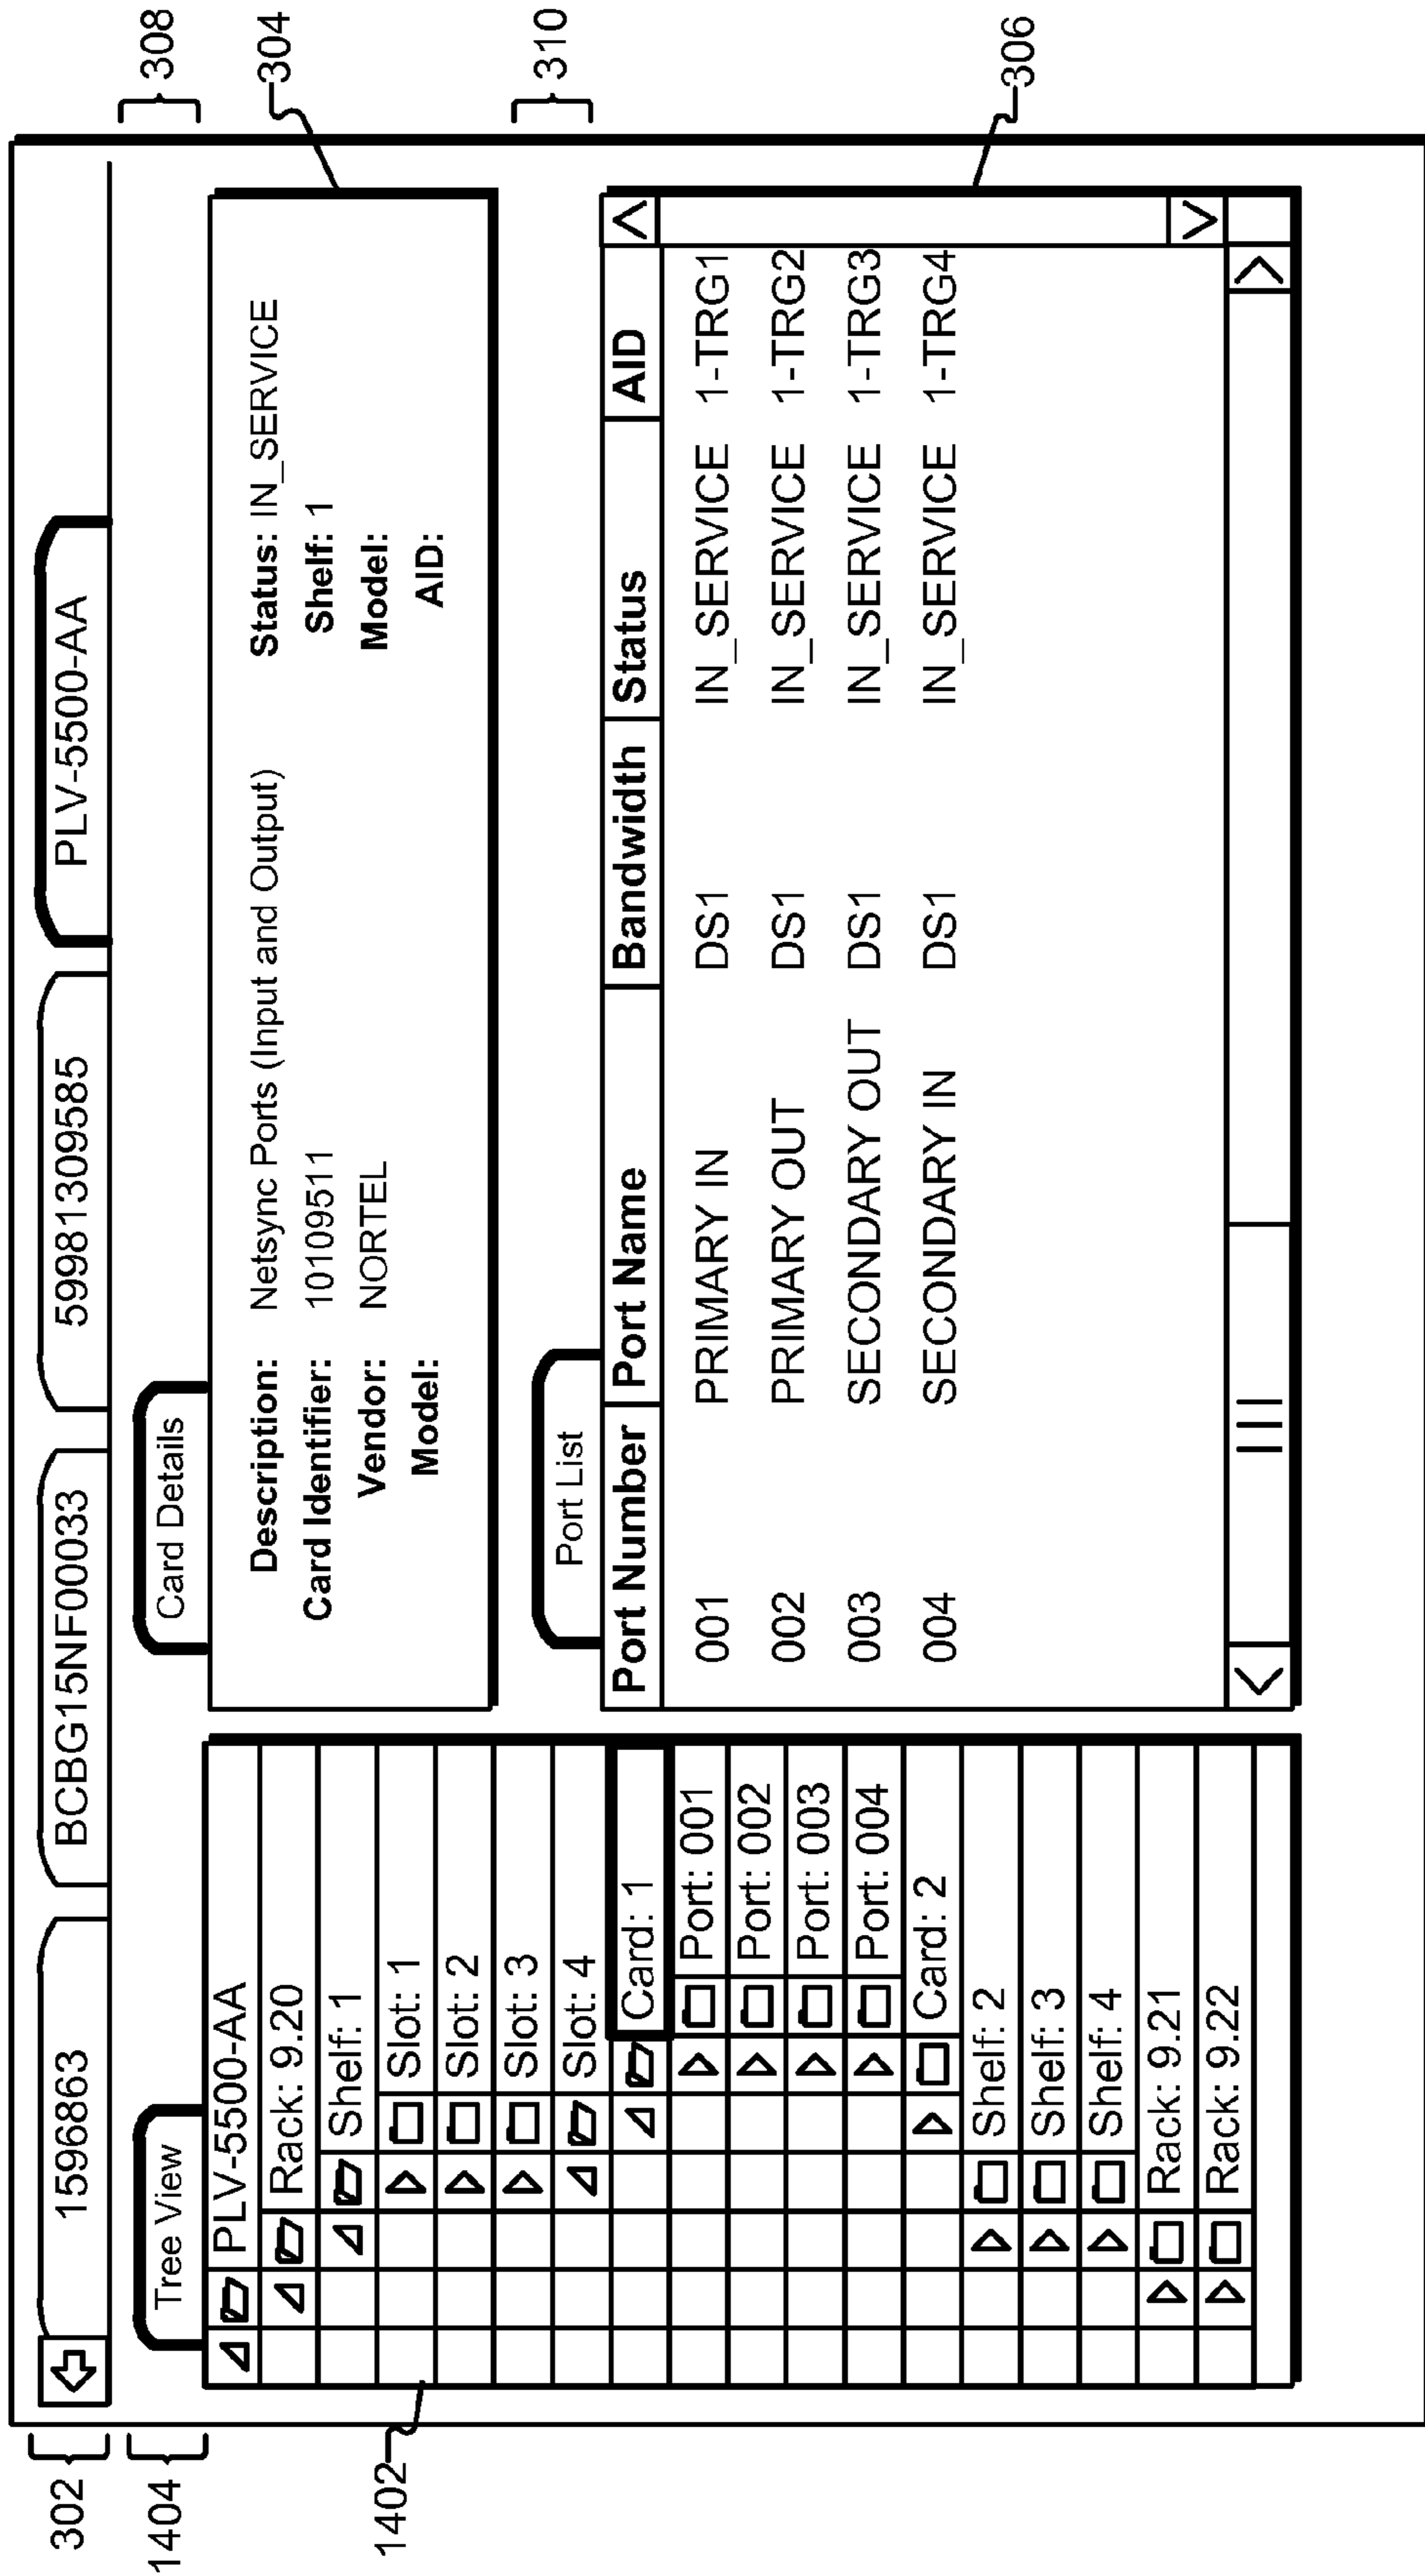 302
1596863 BCBG15NF00033 59981309585 PLV-5500-AA
1404
Tree View
1402
PLV-5500-AA
Rack: 9.20
Shelf: 1
Slot: 1
Slot: 2
Slot: 3
Slot: 4
Card: 1
Port: 001
Port: 002
Port: 003
Port: 004
Card: 2
Shelf: 2
Shelf: 3
Shelf: 4
Rack: 9.21
Rack: 9.22
Card Details
308
304
Description: Netsync Ports (Input and Output) Status: IN_SERVICE
Card Identifier: 10109511 Shelf: 1
Vendor: NORTEL Model:
Model: AID:
Port List
310
306
Port Number Port Name Bandwidth Status AID
001 PRIMARY IN DS1 IN_SERVICE 1-TRG1
002 PRIMARY OUT DS1 IN_SERVICE 1-TRG2
003 SECONDARY OUT DS1 IN_SERVICE 1-TRG3
004 SECONDARY IN DS1 IN_SERVICE 1-TRG4